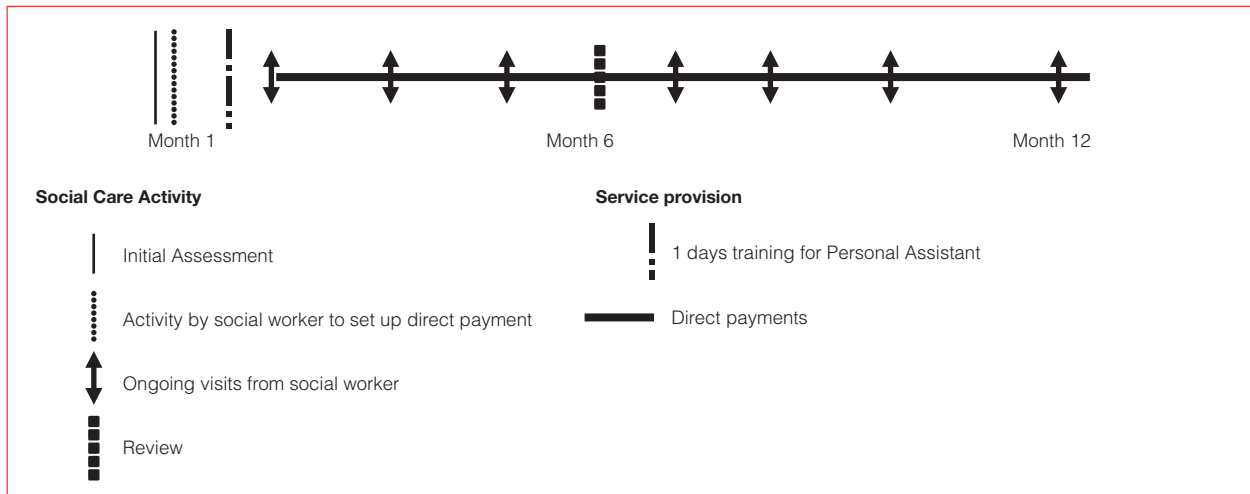 Month 1
Month 6
Month 12
Social Care Activity
Initial Assessment
Activity by social worker to set up direct payment
Ongoing visits from social worker
Review
Service provision
1 days training for Personal Assistant
Direct payments